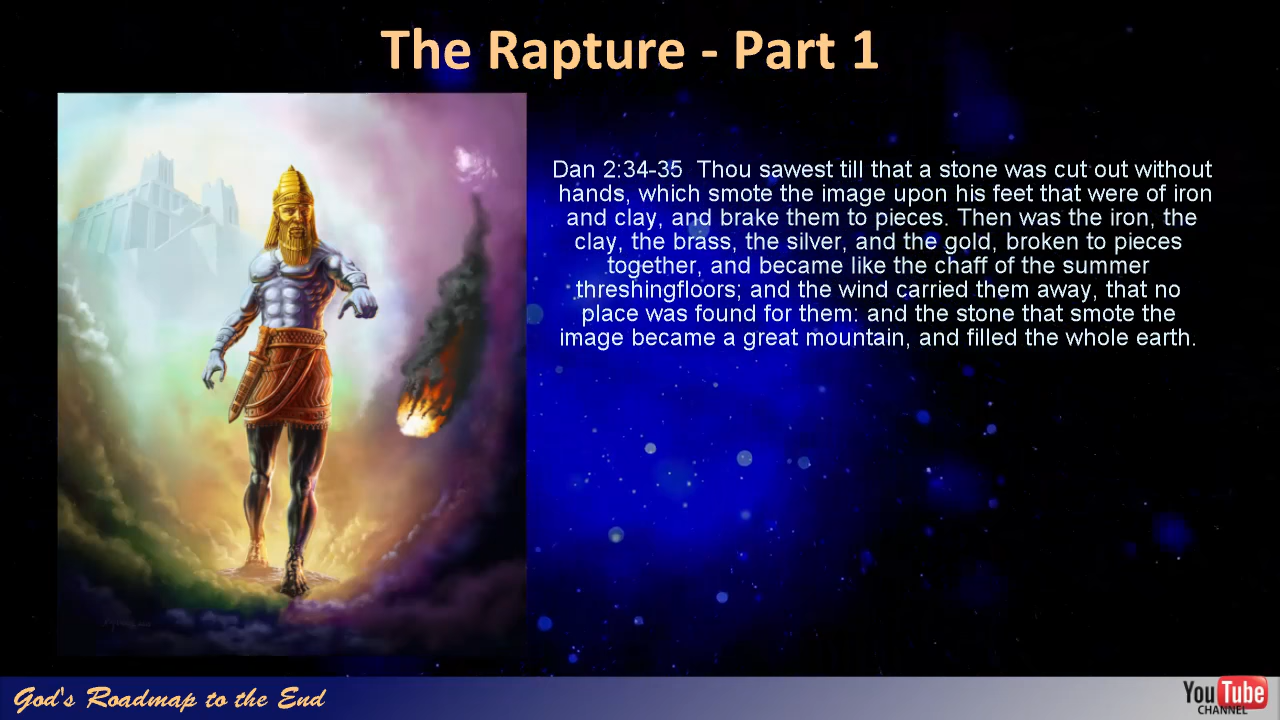 The Rapture - Part 1
Dan 2:34-35  Thou sawest till that a stone was cut out without
hands, which smote the image upon his feet that were of iron
and clay, and brake them to pieces. Then was the iron, the
clay, the brass, the silver, and the gold, broken to pieces
together, and became like the chaff of the summer
threshingfloors; and the wind carried them away, that no
place was found for them: and the stone that smote the
image became a great mountain, and filled the whole earth.
God's Roadmap to the End
YouTube
CHANNEL